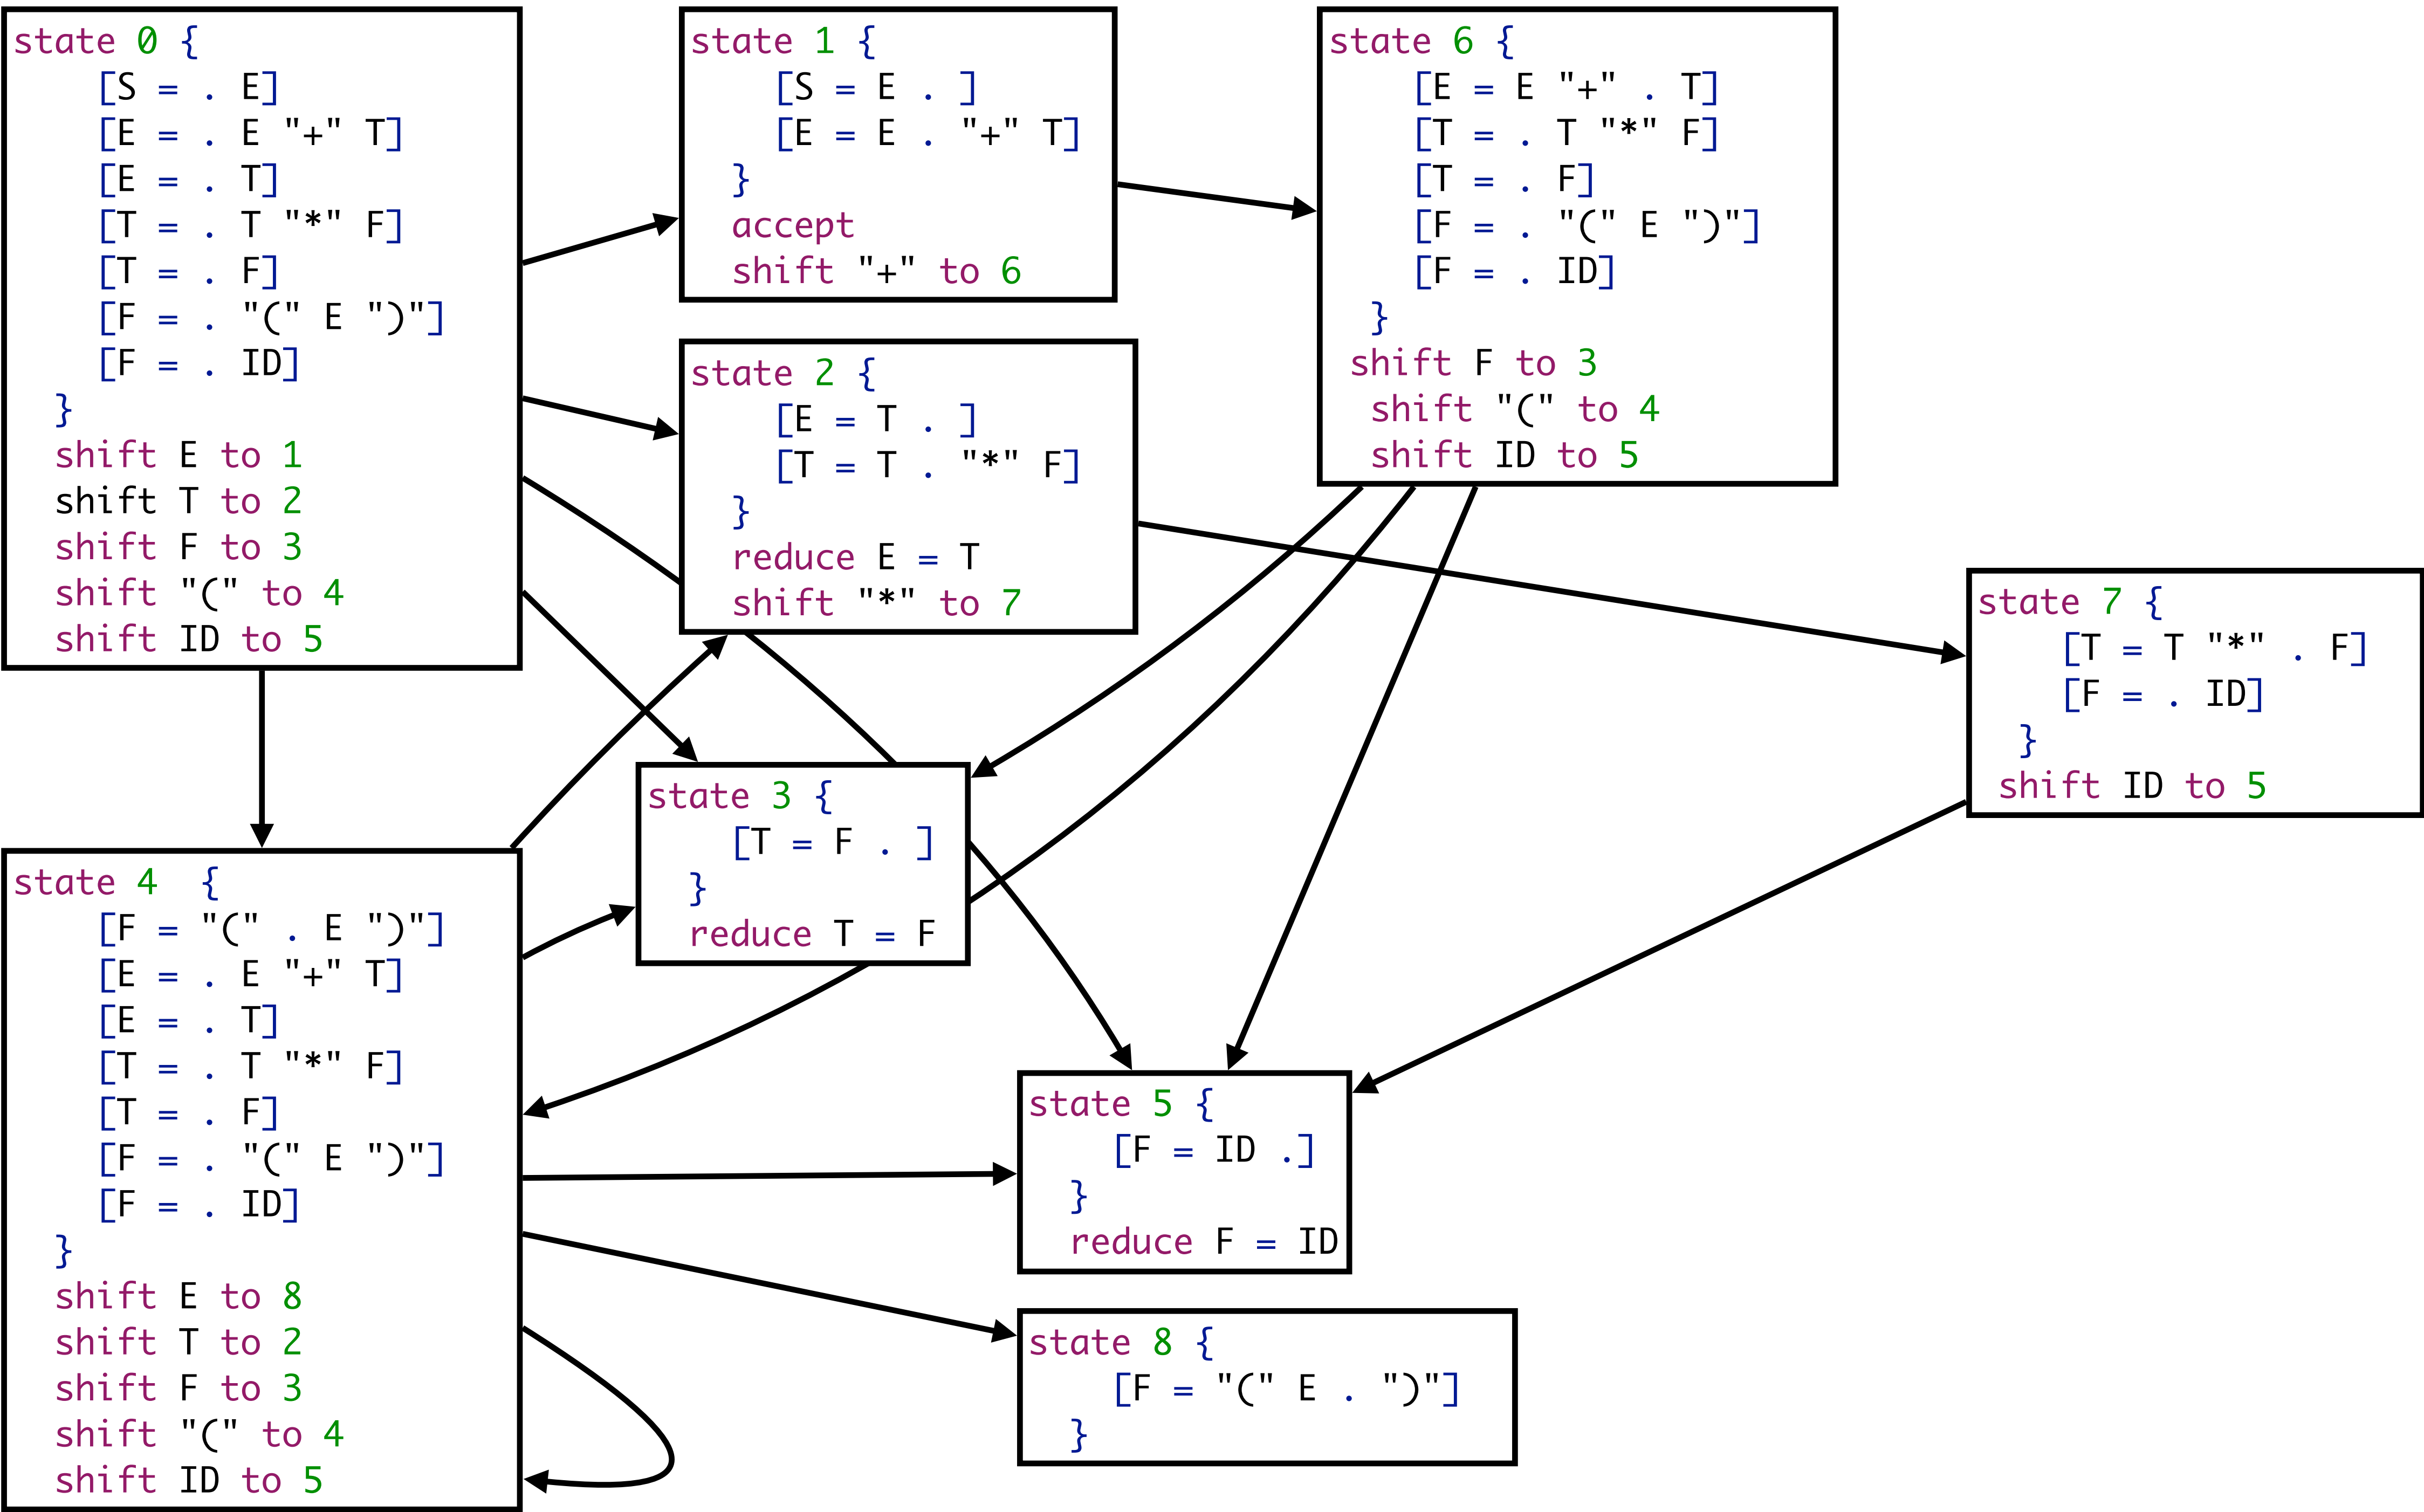 state 0 {
[S = . E]
[E = . E "+" T]
[E = . T]
[T = . T "*" F]
[T = . F]
[F = . "(" E ")"]
[F = . ID]
}
shift E to 1
shift T to 2
shift F to 3
shift "(" to 4
shift ID to 5
state 1 {
[S = E . ]
[E = E . "+" T]
}
accept
shift "+" to 6
state 6 {
[E = E "+" . T]
[T = . T "*" F]
[T = . F]
[F = . "(" E ")"]
[F = . ID]
}
shift F to 3
shift "(" to 4
shift ID to 5
state 2 {
[E = T . ]
[T = T . "*" F]
}
reduce E = T
shift "*" to 7
state 7 {
[T = T "*" . F]
[F = . ID]
}
shift ID to 5
state 3 {
[T = F . ]
}
reduce T = F
state 4 {
[F = "(" . E ")"]
[E = . E "+" T]
[E = . T]
[T = . T "*" F]
[T = . F]
[F = . "(" E ")"]
[F = . ID]
}
shift E to 8
shift T to 2
shift F to 3
shift "(" to 4
shift ID to 5
state 5 {
[F = ID .]
}
reduce F = ID
state 8 {
[F = "(" E . ")"]
}